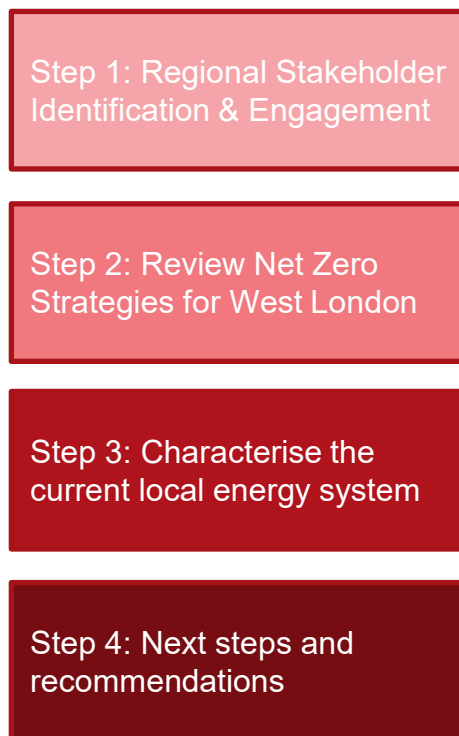 Step 1: Regional Stakeholder
Identification & Engagement
Step 2: Review Net Zero
Strategies for West London
Step 3: Characterise the
current local energy system
Step 4: Next steps and
recommendations